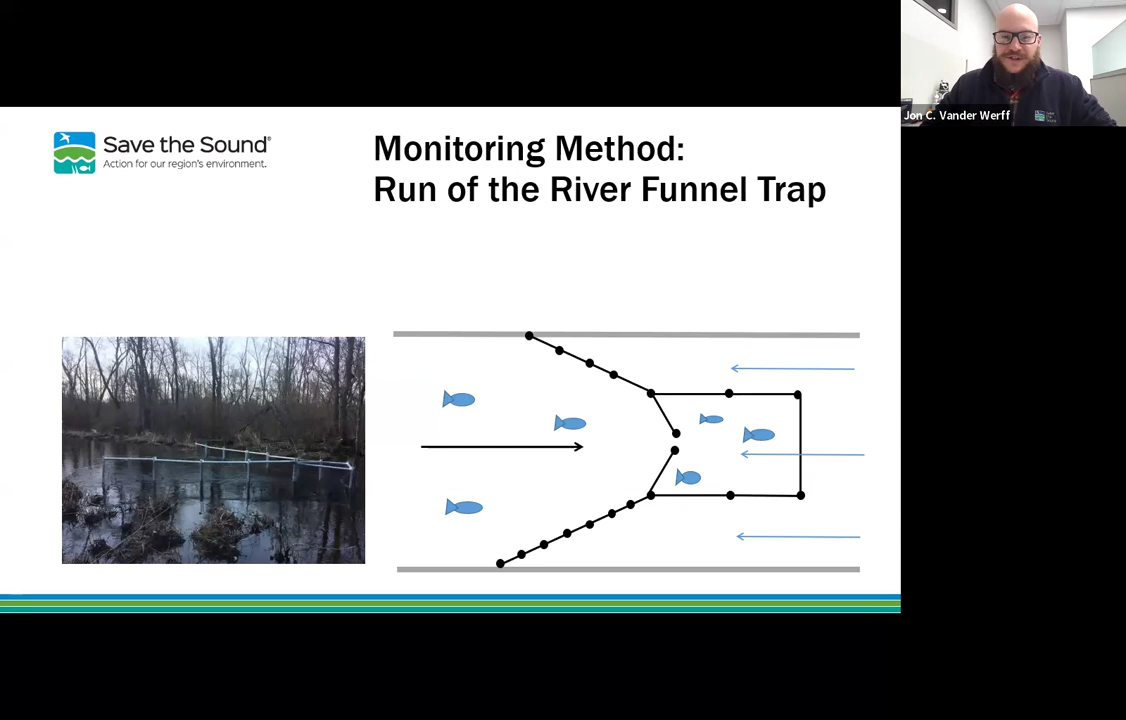 Jon C. Vander Werff
Save the Sound®
Action for our region's environment.
Monitoring Method:
Run of the River Funnel Trap